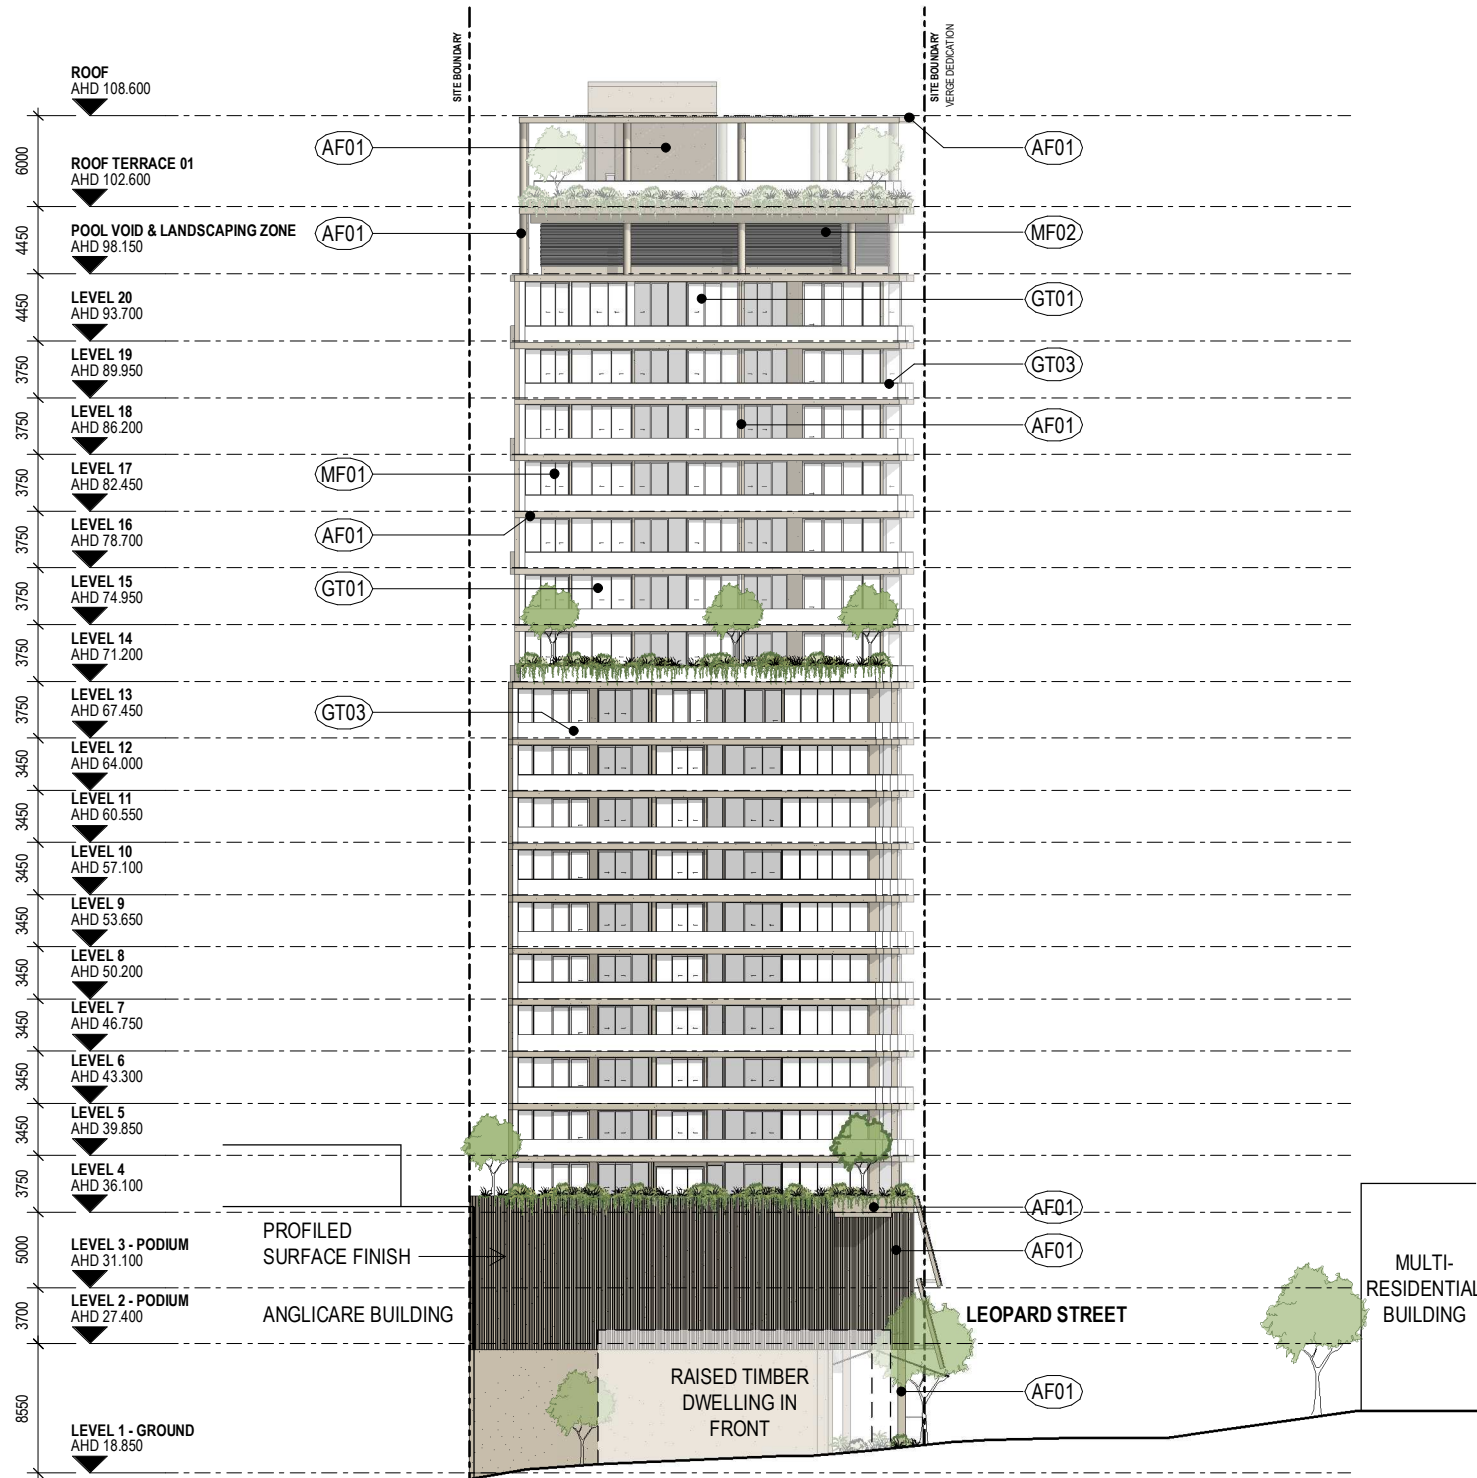 SITE BOUNDARY
SITE BOUNDARY
VERGE DEDICATION
ROOF
AHD 108.600
6000
AF01
AF01
ROOF TERRACE 01
AHD 102.600
4450
POOL VOID & LANDSCAPING ZONE
AHD 98.150
AF01
MF02
4450
LEVEL 20
AHD 93.700
GT01
3750
LEVEL 19
AHD 89.950
GT03
3750
LEVEL 18
AHD 86.200
AF01
3750
LEVEL 17
AHD 82.450
MF01
3750
LEVEL 16
AHD 78.700
AF01
3750
LEVEL 15
AHD 74.950
GT01
3750
LEVEL 14
AHD 71.200
3750
LEVEL 13
AHD 67.450
GT03
3450
LEVEL 12
AHD 64.000
3450
LEVEL 11
AHD 60.550
3450
LEVEL 10
AHD 57.100
3450
LEVEL 9
AHD 53.650
3450
LEVEL 8
AHD 50.200
3450
LEVEL 7
AHD 46.750
3450
LEVEL 6
AHD 43.300
3450
LEVEL 5
AHD 39.850
3750
LEVEL 4
AHD 36.100
AF01
5000
LEVEL 3 - PODIUM
AHD 31.100
PROFILED
SURFACE FINISH
AF01
MULTI-
RESIDENTIAL
BUILDING
3700
LEVEL 2 - PODIUM
AHD 27.400
ANGLICARE BUILDING
LEOPARD STREET
8550
RAISED TIMBER
DWELLING IN
FRONT
AF01
LEVEL 1 - GROUND
AHD 18.850